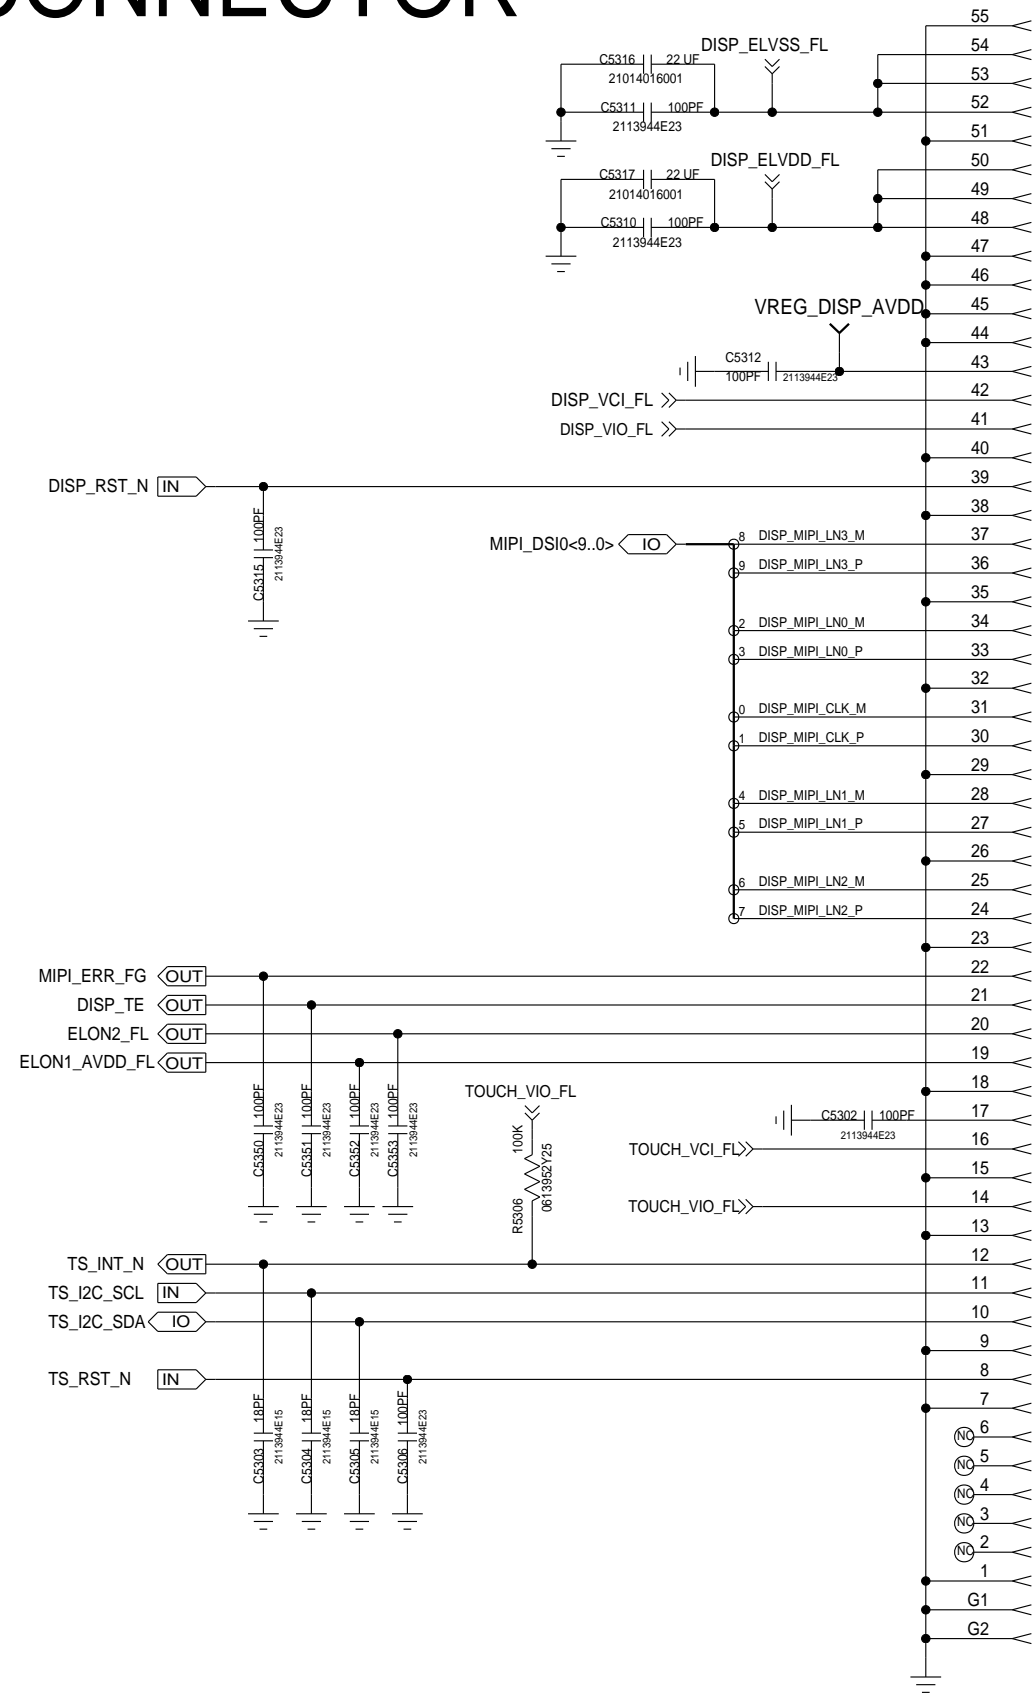 CONNECTOR
55
DISP_ELVSS_FL
54
C5316 22 UF
21014016001
53
C5311 100PF
2113944E23
52
51
DISP_ELVDD_FL
50
C5317 22 UF
21014016001
49
C5310 100PF
2113944E23
48
47
46
VREG_DISP_AVDD
45
44
C5312
100PF 2113944E23
43
DISP_VCI_FL 42
DISP_VIO_FL 41
40
DISP_RST_N IN 39
C5315 100PF
2113944E23
38
MIPI_DSI0<9..0> IO 8 DISP_MIPI_LN3_M 37
9 DISP_MIPI_LN3_P 36
35
2 DISP_MIPI_LN0_M 34
3 DISP_MIPI_LN0_P 33
32
0 DISP_MIPI_CLK_M 31
1 DISP_MIPI_CLK_P 30
29
4 DISP_MIPI_LN1_M 28
5 DISP_MIPI_LN1_P 27
26
6 DISP_MIPI_LN2_M 25
7 DISP_MIPI_LN2_P 24
23
MIPI_ERR_FG OUT 22
DISP_TE OUT 21
ELON2_FL OUT 20
ELON1_AVDD_FL OUT 19
C5350 100PF
2113944E23
C5351 100PF
2113944E23
C5352 100PF
2113944E23
C5353 100PF
2113944E23
TOUCH_VIO_FL
R5306 100K
0613952Y25
18
C5302 100PF
2113944E23
17
TOUCH_VCI_FL 16
15
TOUCH_VIO_FL 14
13
TS_INT_N OUT 12
TS_I2C_SCL IN 11
TS_I2C_SDA IO 10
9
TS_RST_N IN 8
C5303 18PF
2113944E15
C5304 18PF
2113944E15
C5305 18PF
2113944E15
C5306 100PF
2113944E23
7
NC 6
NC 5
NC 4
NC 3
NC 2
1
G1
G2